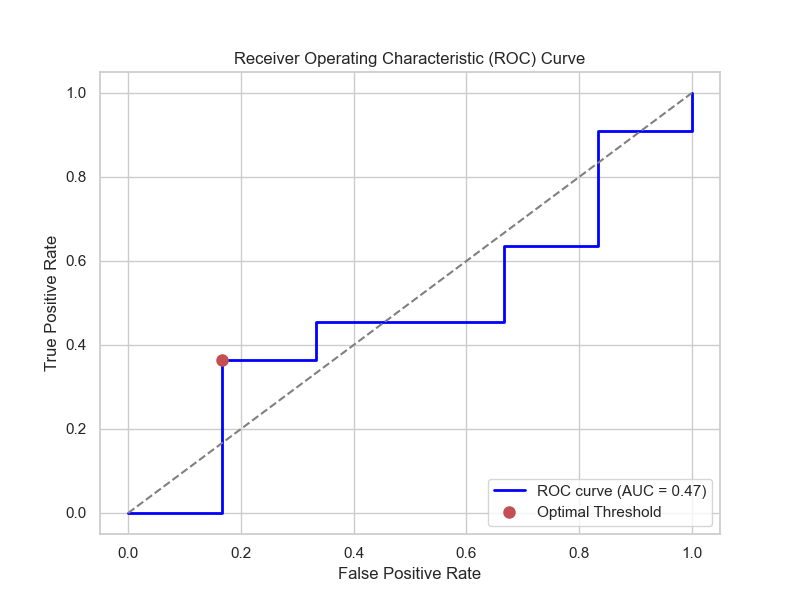 Receiver Operating Characteristic (ROC) Curve
True Positive Rate
1.0
0.8
0.6
0.4
0.2
0.0
0.0 0.2 0.4 0.6 0.8 1.0
False Positive Rate
ROC curve (AUC = 0.47)
Optimal Threshold